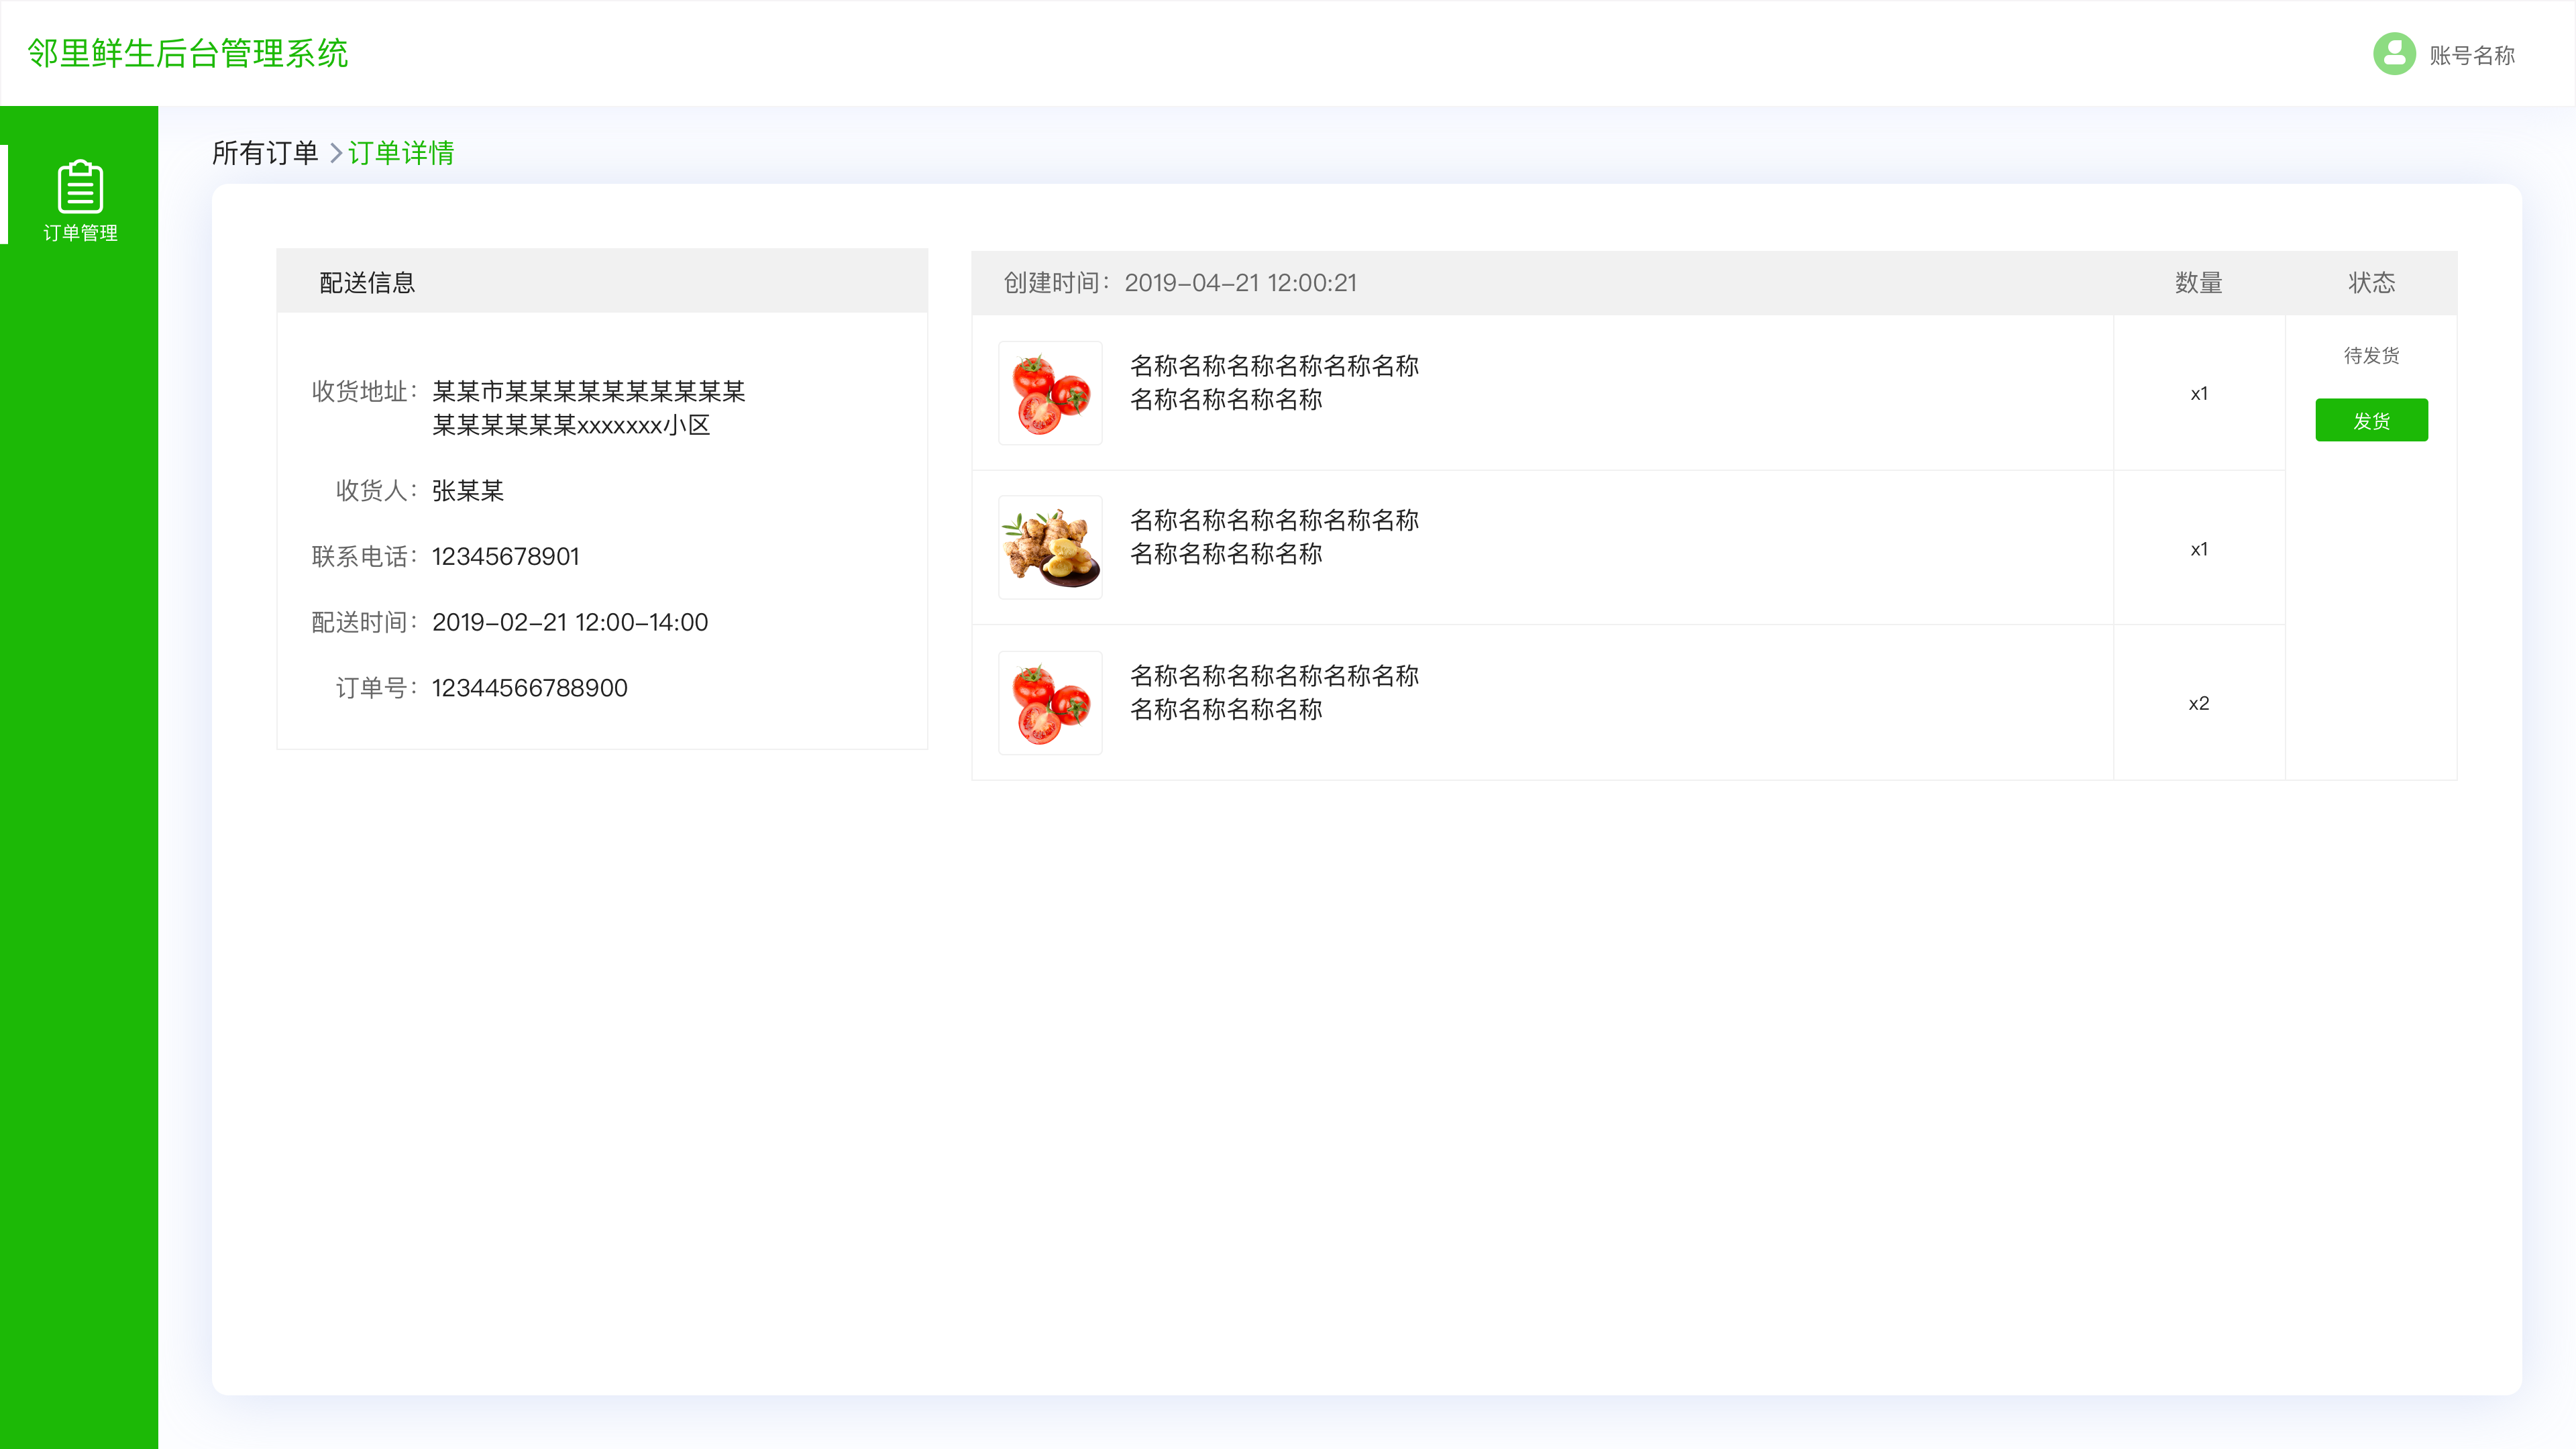 邻里鲜生后台管理系统
账号名称
订单管理
所有订单 > 订单详情
配送信息
收货地址：某某市某某某某某某某某某某
某某某某某某xxxxxxx小区
收货人：张某某
联系电话：12345678901
配送时间：2019-02-21 12:00-14:00
订单号：12344566788900
创建时间：2019-04-21 12:00:21 数量 状态
名称名称名称名称名称名称
名称名称名称名称
x1
待发货
发货
名称名称名称名称名称名称
名称名称名称名称
x1
名称名称名称名称名称名称
名称名称名称名称
x2